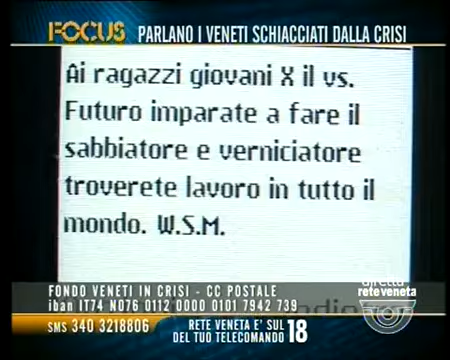 FOCUS PARLANO I VENETI SCHIACCIATI DALLA CRISI
Ai ragazzi giovani X il vs.
Futuro imparate a fare il
sabbiatore e verniciatore
troverete lavoro in tutto il
mondo. W.S.M.
FONDO VENETI IN CRISI - CC POSTALE
iban IT74 N076 0112 0000 0101 7942 739
diretta
reteveneta
SMS 340 3218806
RETE VENETA E' SUL 18
DEL TUO TELECOMANDO